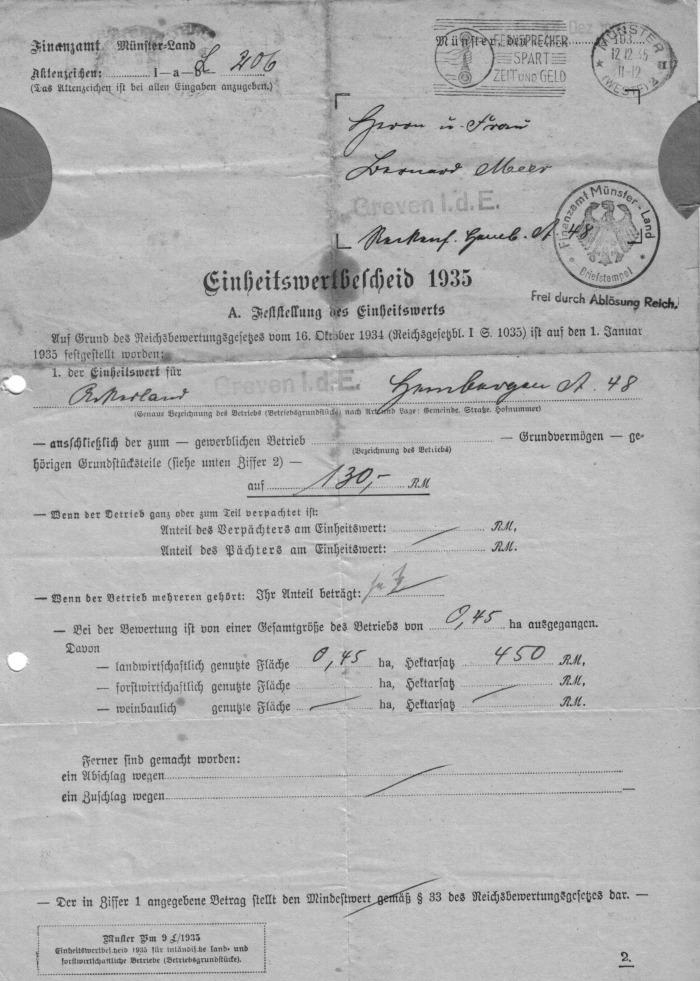 Finanzamt Münster-Land
Aktenzeichen: I—a—L 206
(Das Aktenzeichen ist bei allen Eingaben anzugeben.)
Münster, den
FERNSPRECHER
SPART
ZEIT UND GELD
MÜNSTER
12.12.35
11-12
(WESTF) 2
Herrn u. Frau
Bernard Meer
Greven i.d.E.
Hemb. A 48
Finanzamt Münster-Land
Briefstempel
Frei durch Ablösung Reich.
Einheitswertbescheid 1935
A. Feststellung des Einheitswerts
Auf Grund des Reichsbewertungsgesetzes vom 16. Oktober 1934 (Reichsgesetzbl. I S. 1035) ist auf den 1. Januar
1935 festgestellt worden:
1. der Einheitswert für
Greven i.d.E.
Ackerland Hembergen A. 48
(Genaue Bezeichnung des Betriebs (Betriebsgrundstücks) nach Art und Lage: Gemeinde, Straße, Hofnummer)
— ausschließlich der zum — gewerblichen Betrieb — Grundvermögen — ge-
(Bezeichnung des Betriebs)
hörigen Grundstücksteile (siehe unten Ziffer 2) —
auf 130,- RM
— Wenn der Betrieb ganz oder zum Teil verpachtet ist:
Anteil des Verpächters am Einheitswert: RM,
Anteil des Pächters am Einheitswert: RM.
— Wenn der Betrieb mehreren gehört: Ihr Anteil beträgt:
— Bei der Bewertung ist von einer Gesamtgröße des Betriebs von 0,45 ha ausgegangen.
Davon
— landwirtschaftlich genutzte Fläche 0,45 ha, Hektarsatz 450 RM,
— forstwirtschaftlich genutzte Fläche ha, Hektarsatz RM,
— weinbaulich genutzte Fläche ha, Hektarsatz RM.
Ferner sind gemacht worden:
ein Abschlag wegen
ein Zuschlag wegen —
— Der in Ziffer 1 angegebene Betrag stellt den Mindestwert gemäß § 33 des Reichsbewertungsgesetzes dar. —
Muster Bm 9 L/1935
Einheitswertbescheid 1935 für inländische land- und
forstwirtschaftliche Betriebe (Betriebsgrundstücke).
2.